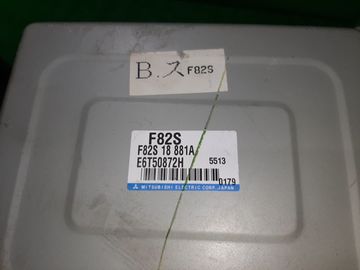 B.ス F82S
F82S
F82S 18 881A
E6T50872H 5513
0179
MITSUBISHI ELECTRIC CORP. JAPAN